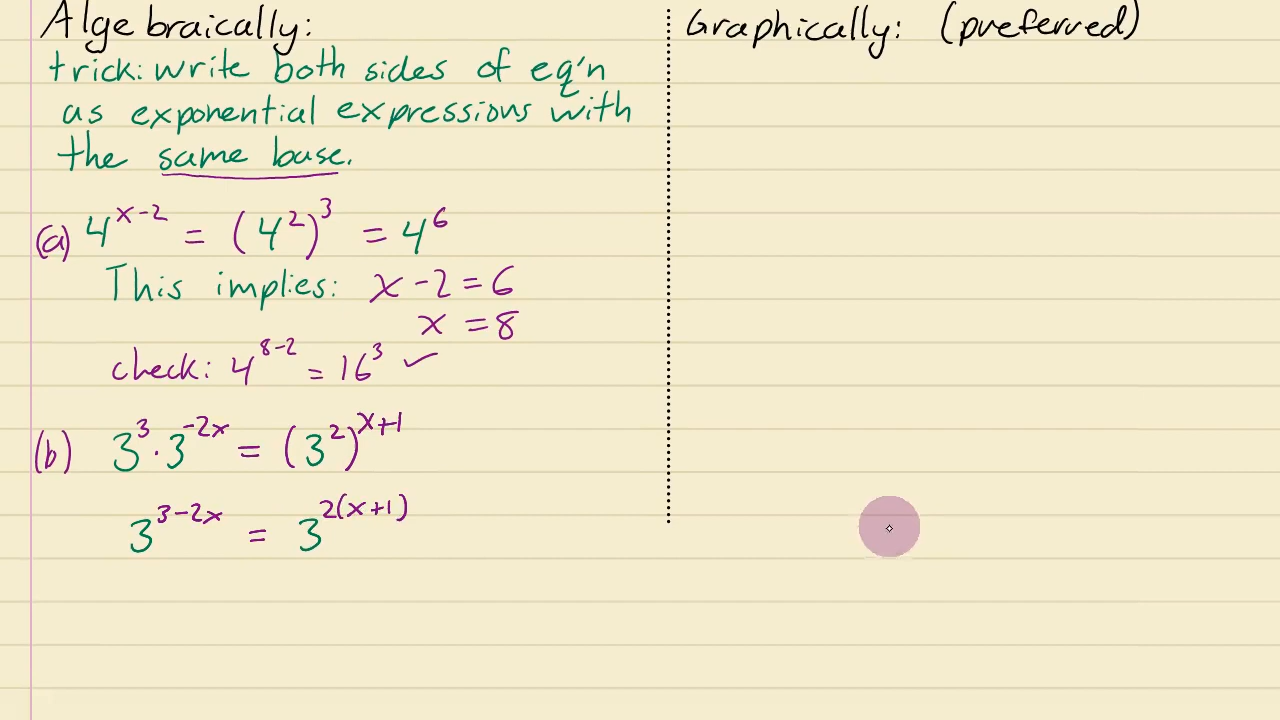 Algebraically:
trick: write both sides of eq'n
as exponential expressions with
the same base.
(a) 4^{x-2} = (4^2)^3 = 4^6
This implies: x - 2 = 6
x = 8
check: 4^{8-2} = 16^3 ✓
(b) 3^3 · 3^{-2x} = (3^2)^{x+1}
3^{3-2x} = 3^{2(x+1)}
Graphically: (preferred)